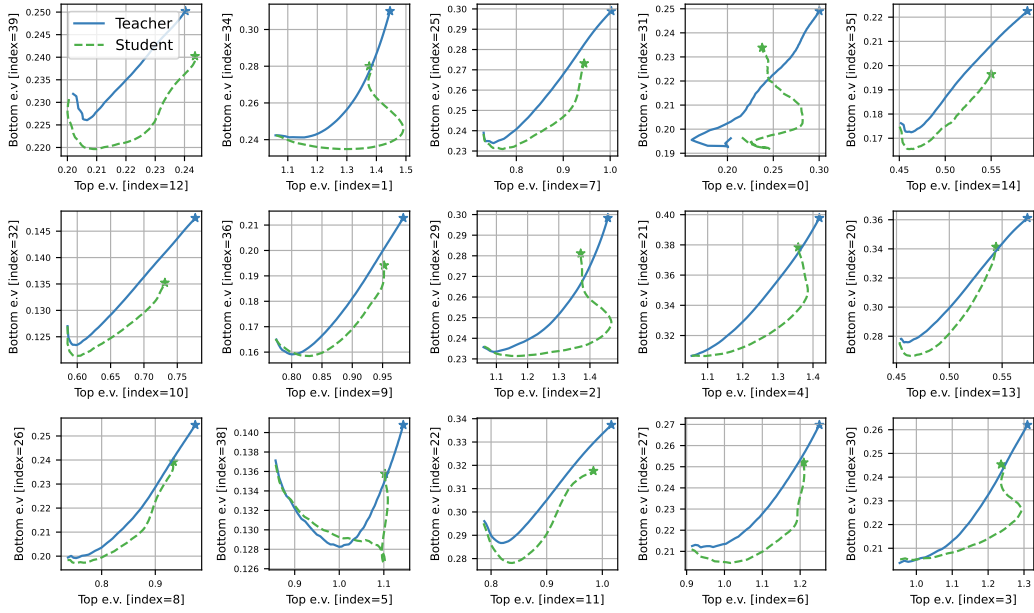 Teacher
Student
Bottom e.v [index=39]
0.250
0.240
0.230
0.225
0.220
0.20 0.21 0.22 0.23 0.24
Top e.v. [index=12]
Bottom e.v [index=34]
0.30
0.28
0.26
0.24
1.1 1.2 1.3 1.4 1.5
Top e.v. [index=1]
Bottom e.v [index=25]
0.30
0.29
0.28
0.27
0.26
0.25
0.24
0.23
0.8 0.9 1.0
Top e.v. [index=7]
Bottom e.v [index=31]
0.30
0.25
0.24
0.23
0.22
0.21
0.20
0.19
0.20 0.25 0.30
Top e.v. [index=0]
Bottom e.v [index=35]
0.22
0.21
0.20
0.19
0.18
0.17
0.45 0.50 0.55
Top e.v. [index=14]
Bottom e.v [index=32]
0.145
0.140
0.135
0.130
0.125
0.60 0.65 0.70 0.75
Top e.v. [index=10]
Bottom e.v [index=36]
0.21
0.20
0.19
0.18
0.17
0.16
0.80 0.85 0.90 0.95
Top e.v. [index=9]
Bottom e.v [index=29]
0.30
0.28
0.27
0.26
0.25
0.24
0.23
1.1 1.2 1.3 1.4
Top e.v. [index=2]
Bottom e.v [index=21]
0.40
0.38
0.36
0.34
0.32
1.1 1.2 1.3 1.4
Top e.v. [index=4]
Bottom e.v [index=20]
0.36
0.34
0.32
0.30
0.28
0.45 0.50 0.55
Top e.v. [index=13]
Bottom e.v [index=26]
0.25
0.24
0.23
0.22
0.21
0.20
0.8 0.9
Top e.v. [index=8]
Bottom e.v [index=38]
0.140
0.138
0.136
0.133
0.130
0.129
0.128
0.126
0.9 1.0 1.1
Top e.v. [index=5]
Bottom e.v [index=22]
0.34
0.33
0.32
0.31
0.30
0.29
0.28
0.8 0.9 1.0
Top e.v. [index=11]
Bottom e.v [index=27]
0.27
0.26
0.25
0.24
0.23
0.22
0.21
0.9 1.0 1.1 1.2
Top e.v. [index=6]
Bottom e.v [index=30]
0.26
0.25
0.24
0.23
0.22
0.21
1.0 1.1 1.2 1.3
Top e.v. [index=3]